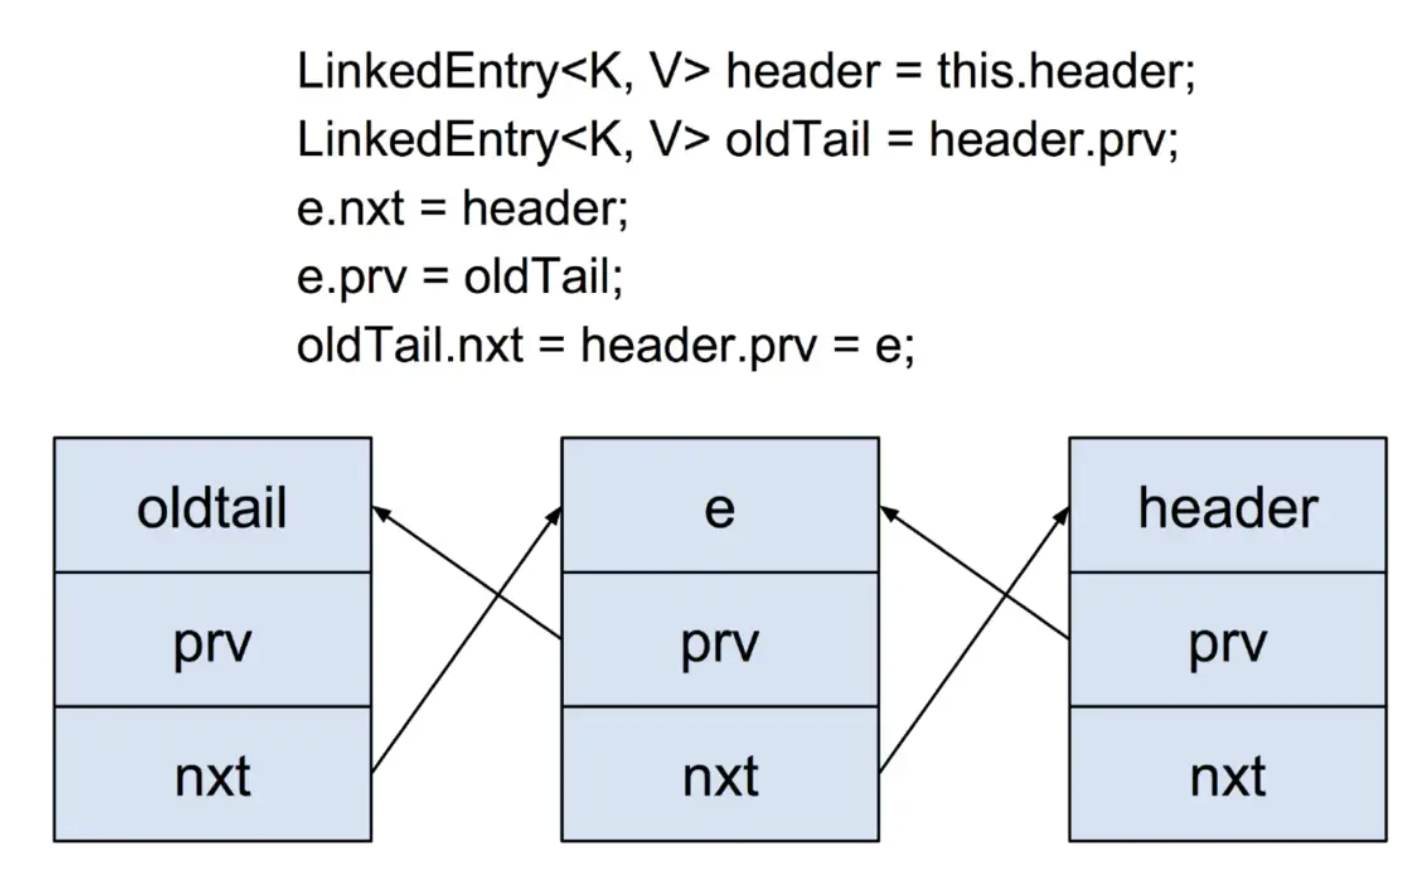 LinkedEntry<K, V> header = this.header;
LinkedEntry<K, V> oldTail = header.prv;
e.nxt = header;
e.prv = oldTail;
oldTail.nxt = header.prv = e;
oldtail
prv
nxt
e
prv
nxt
header
prv
nxt